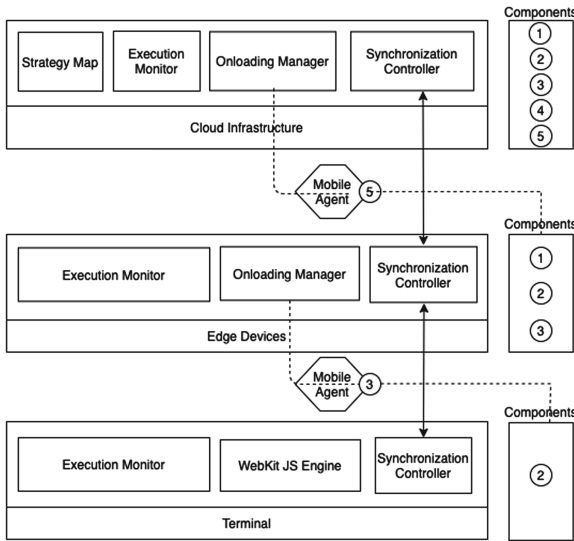 Components
1
2
3
4
5
Strategy Map
Execution
Monitor
Onloading Manager
Synchronization
Controller
Cloud Infrastructure
Mobile
Agent
5
Components
1
2
3
Execution Monitor
Onloading Manager
Synchronization
Controller
Edge Devices
Mobile
Agent
3
Components
2
Execution Monitor
WebKit JS Engine
Synchronization
Controller
Terminal